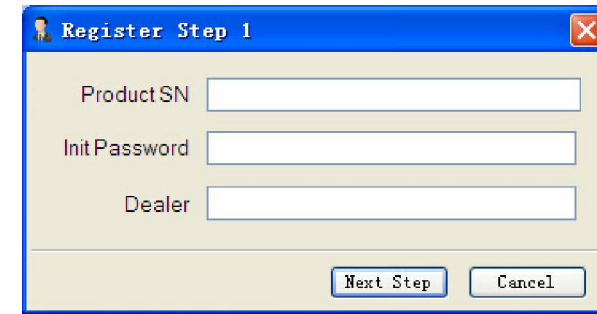 Register Step 1
Product SN
Init Password
Dealer
Next Step Cancel